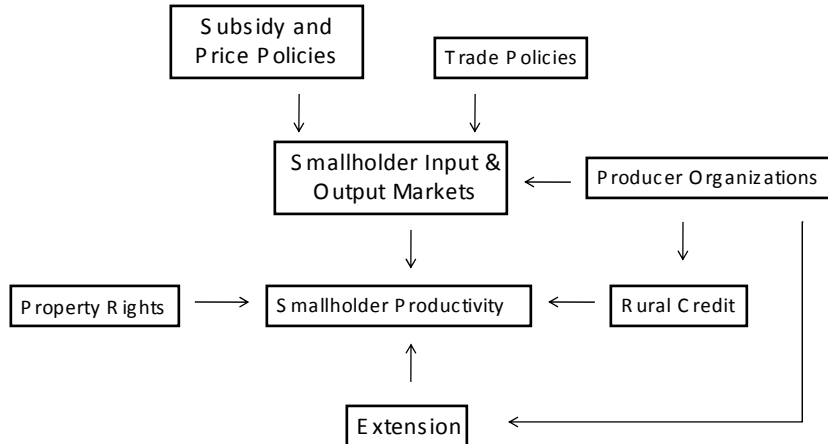 Subsidy and
Price Policies
Trade Policies
Smallholder Input &
Output Markets
Producer Organizations
Property Rights
Smallholder Productivity
Rural Credit
Extension